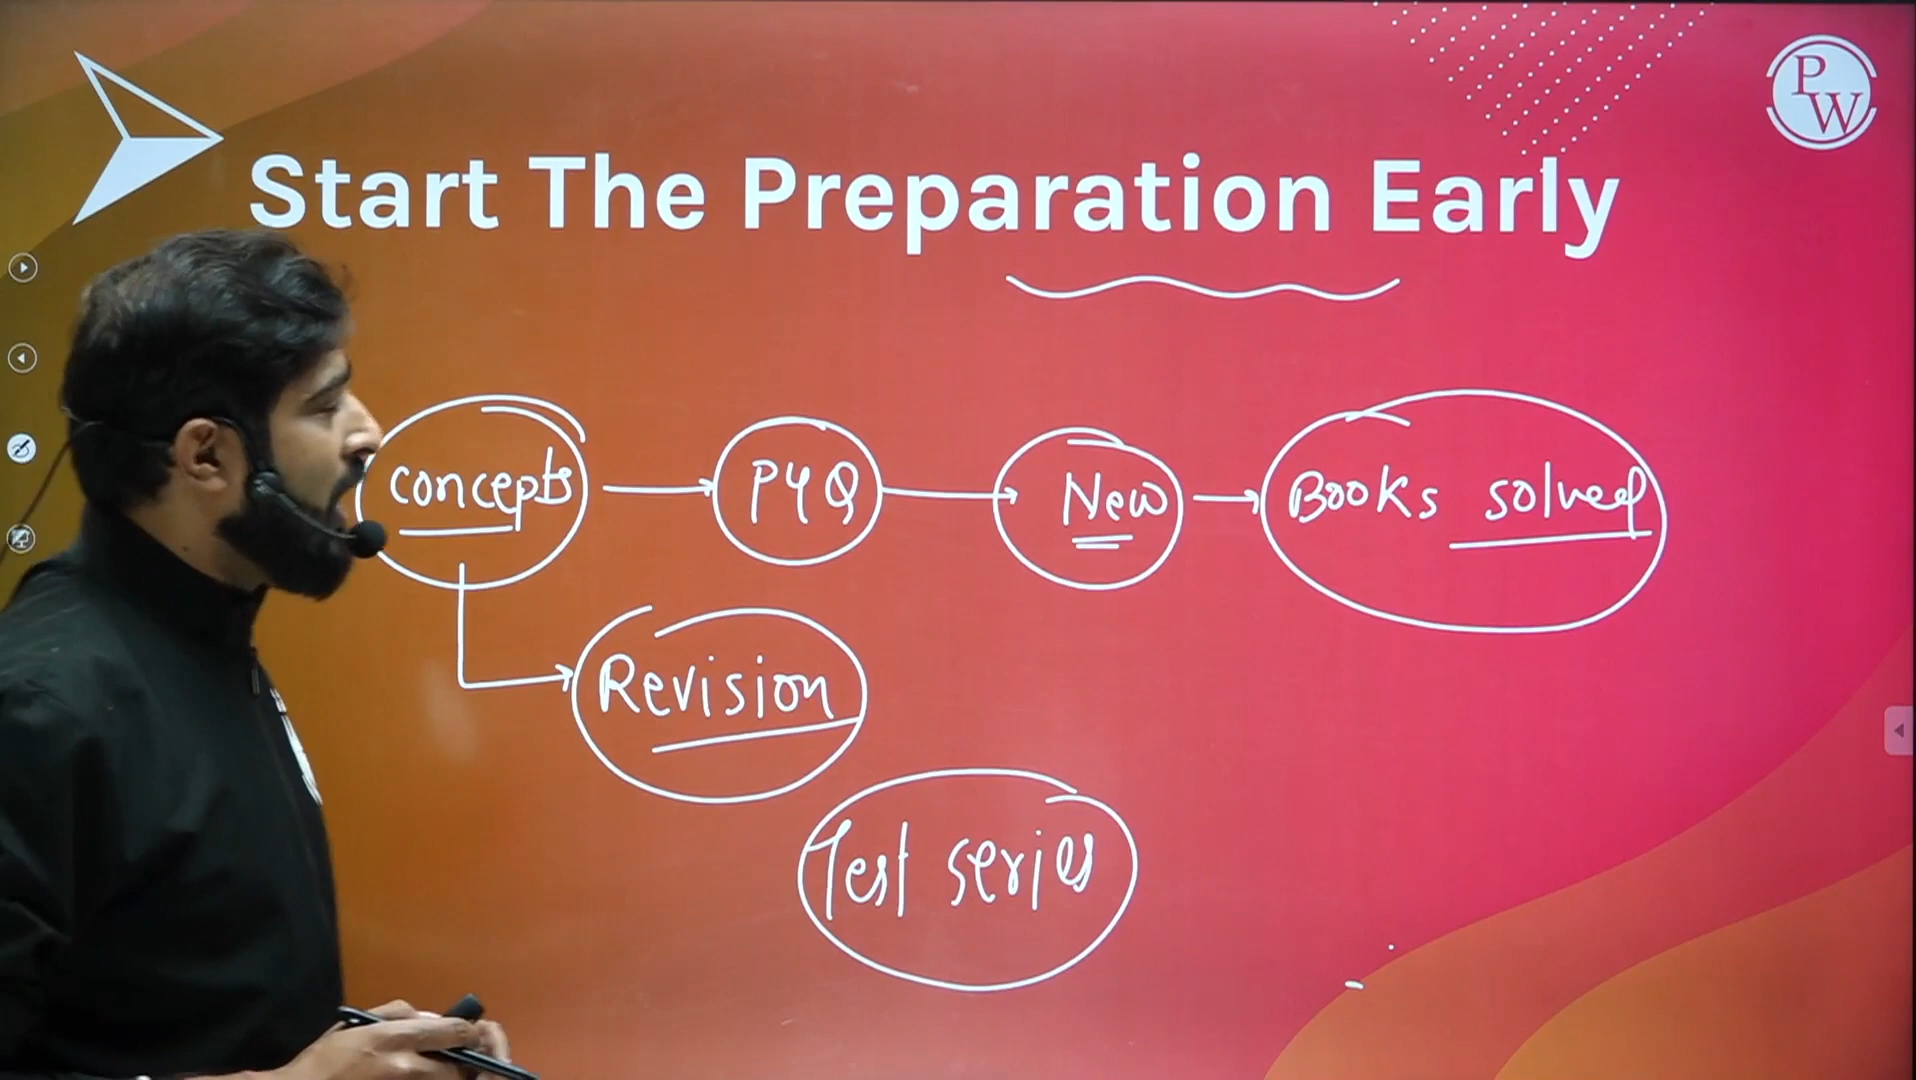 PW
Start The Preparation Early
concepts
PYQ
New
Books solved
Revision
Test series